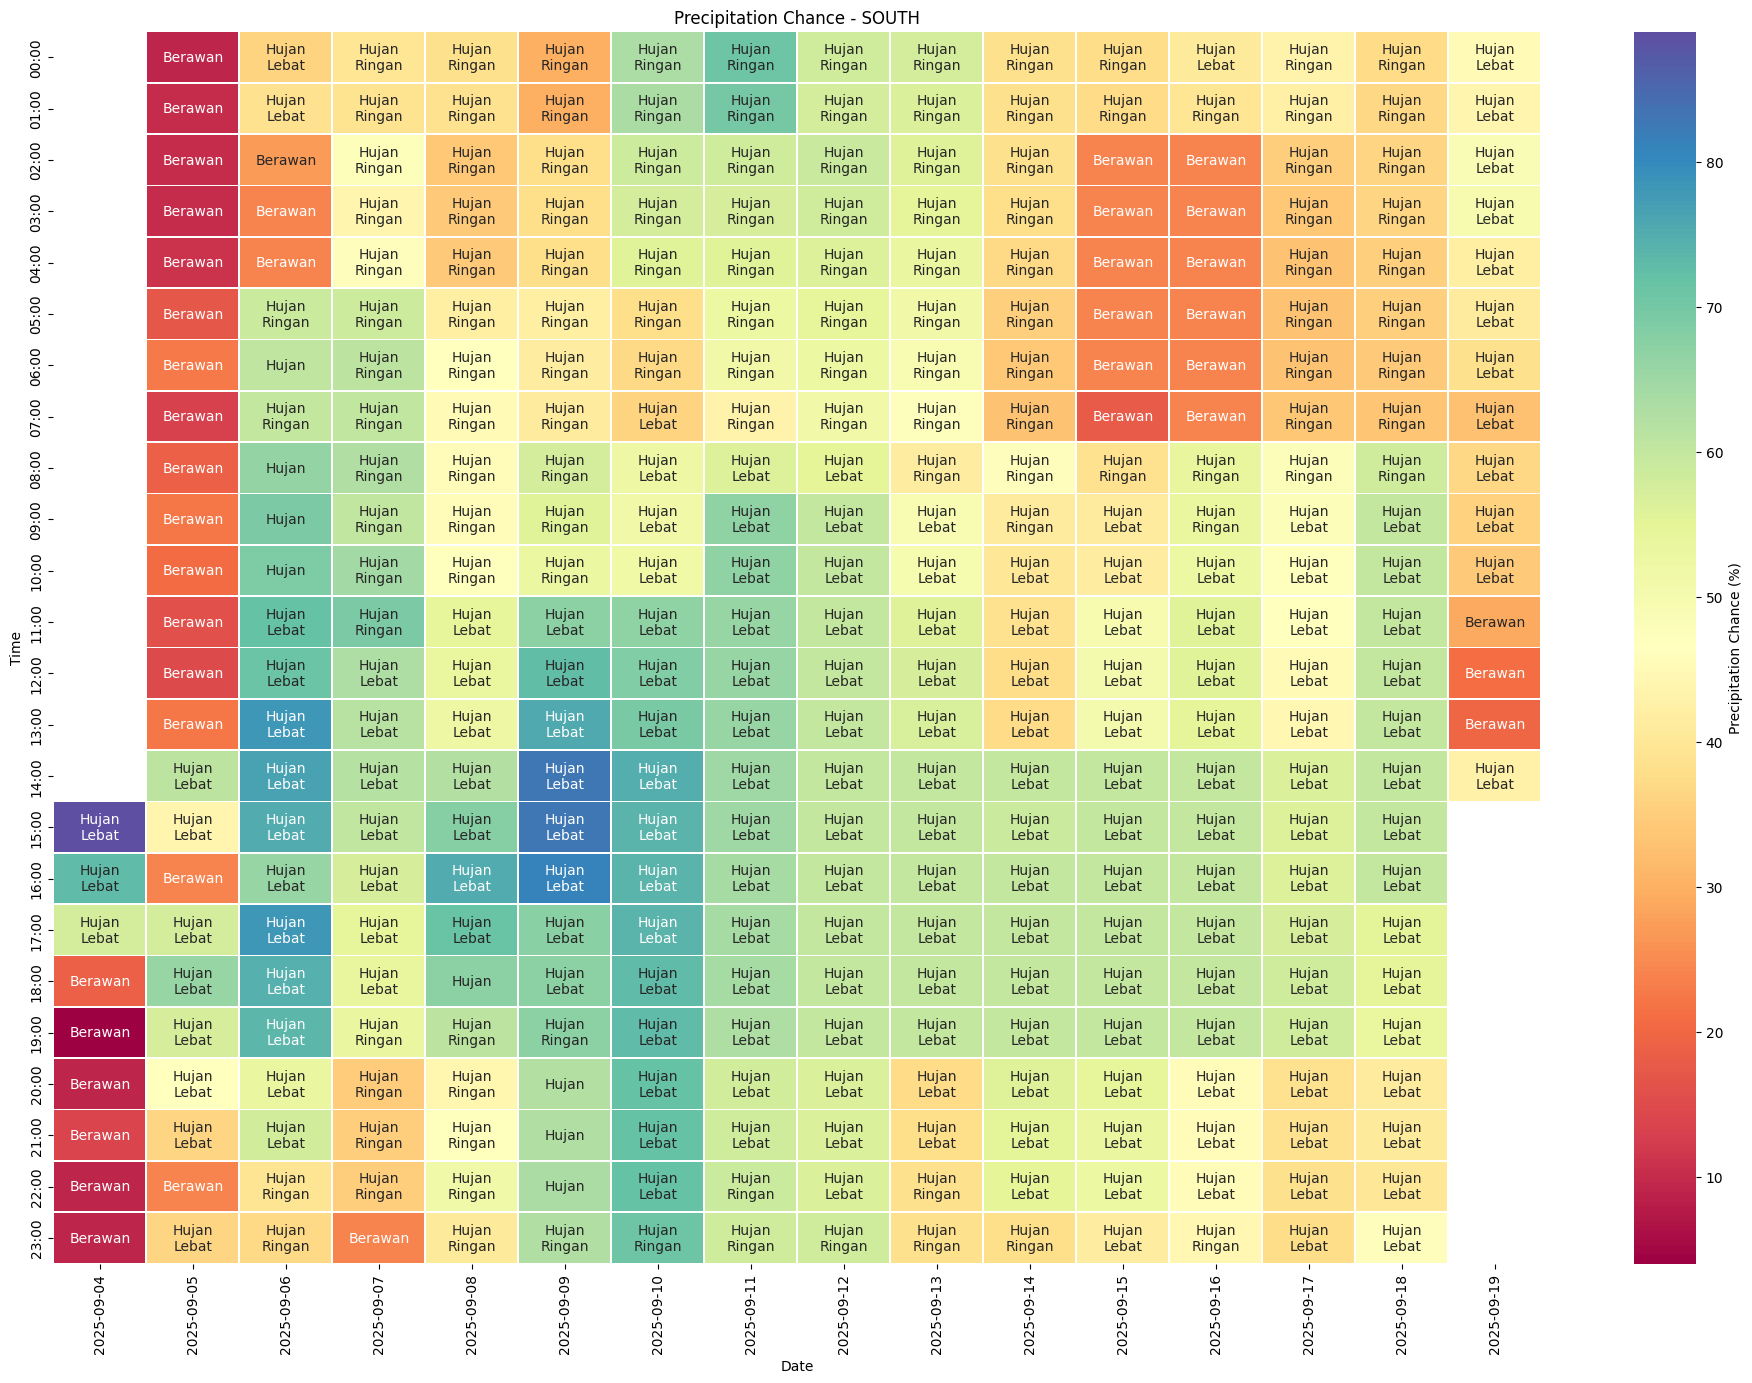 Precipitation Chance - SOUTH
00:00 Berawan Hujan Lebat Hujan Ringan Hujan Ringan Hujan Ringan Hujan Ringan Hujan Ringan Hujan Ringan Hujan Ringan Hujan Ringan Hujan Ringan Hujan Lebat Hujan Ringan Hujan Ringan Hujan Lebat
01:00 Berawan Hujan Lebat Hujan Ringan Hujan Ringan Hujan Ringan Hujan Ringan Hujan Ringan Hujan Ringan Hujan Ringan Hujan Ringan Hujan Ringan Hujan Ringan Hujan Ringan Hujan Ringan Hujan Lebat
02:00 Berawan Berawan Hujan Ringan Hujan Ringan Hujan Ringan Hujan Ringan Hujan Ringan Hujan Ringan Hujan Ringan Hujan Ringan Berawan Berawan Hujan Ringan Hujan Ringan Hujan Lebat
03:00 Berawan Berawan Hujan Ringan Hujan Ringan Hujan Ringan Hujan Ringan Hujan Ringan Hujan Ringan Hujan Ringan Hujan Ringan Berawan Berawan Hujan Ringan Hujan Ringan Hujan Lebat
04:00 Berawan Berawan Hujan Ringan Hujan Ringan Hujan Ringan Hujan Ringan Hujan Ringan Hujan Ringan Hujan Ringan Hujan Ringan Berawan Berawan Hujan Ringan Hujan Ringan Hujan Lebat
05:00 Berawan Hujan Ringan Hujan Ringan Hujan Ringan Hujan Ringan Hujan Ringan Hujan Ringan Hujan Ringan Hujan Ringan Hujan Ringan Berawan Berawan Hujan Ringan Hujan Ringan Hujan Lebat
06:00 Berawan Hujan Hujan Ringan Hujan Ringan Hujan Ringan Hujan Ringan Hujan Ringan Hujan Ringan Hujan Ringan Hujan Ringan Berawan Berawan Hujan Ringan Hujan Ringan Hujan Lebat
07:00 Berawan Hujan Ringan Hujan Ringan Hujan Ringan Hujan Ringan Hujan Lebat Hujan Ringan Hujan Ringan Hujan Ringan Hujan Ringan Berawan Berawan Hujan Ringan Hujan Ringan Hujan Lebat
08:00 Berawan Hujan Hujan Ringan Hujan Ringan Hujan Ringan Hujan Lebat Hujan Lebat Hujan Lebat Hujan Ringan Hujan Ringan Hujan Ringan Hujan Ringan Hujan Ringan Hujan Ringan Hujan Lebat
09:00 Berawan Hujan Hujan Ringan Hujan Ringan Hujan Ringan Hujan Lebat Hujan Lebat Hujan Lebat Hujan Lebat Hujan Ringan Hujan Lebat Hujan Ringan Hujan Lebat Hujan Lebat Hujan Lebat
10:00 Berawan Hujan Hujan Ringan Hujan Ringan Hujan Ringan Hujan Lebat Hujan Lebat Hujan Lebat Hujan Lebat Hujan Lebat Hujan Lebat Hujan Lebat Hujan Lebat Hujan Lebat Hujan Lebat
11:00 Berawan Hujan Lebat Hujan Ringan Hujan Lebat Hujan Lebat Hujan Lebat Hujan Lebat Hujan Lebat Hujan Lebat Hujan Lebat Hujan Lebat Hujan Lebat Hujan Lebat Hujan Lebat Berawan
12:00 Berawan Hujan Lebat Hujan Lebat Hujan Lebat Hujan Lebat Hujan Lebat Hujan Lebat Hujan Lebat Hujan Lebat Hujan Lebat Hujan Lebat Hujan Lebat Hujan Lebat Hujan Lebat Berawan
13:00 Berawan Hujan Lebat Hujan Lebat Hujan Lebat Hujan Lebat Hujan Lebat Hujan Lebat Hujan Lebat Hujan Lebat Hujan Lebat Hujan Lebat Hujan Lebat Hujan Lebat Hujan Lebat Berawan
14:00 Hujan Lebat Hujan Lebat Hujan Lebat Hujan Lebat Hujan Lebat Hujan Lebat Hujan Lebat Hujan Lebat Hujan Lebat Hujan Lebat Hujan Lebat Hujan Lebat Hujan Lebat Hujan Lebat Hujan Lebat
15:00 Hujan Lebat Hujan Lebat Hujan Lebat Hujan Lebat Hujan Lebat Hujan Lebat Hujan Lebat Hujan Lebat Hujan Lebat Hujan Lebat Hujan Lebat Hujan Lebat Hujan Lebat Hujan Lebat Hujan Lebat
16:00 Hujan Lebat Berawan Hujan Lebat Hujan Lebat Hujan Lebat Hujan Lebat Hujan Lebat Hujan Lebat Hujan Lebat Hujan Lebat Hujan Lebat Hujan Lebat Hujan Lebat Hujan Lebat Hujan Lebat
17:00 Hujan Lebat Hujan Lebat Hujan Lebat Hujan Lebat Hujan Lebat Hujan Lebat Hujan Lebat Hujan Lebat Hujan Lebat Hujan Lebat Hujan Lebat Hujan Lebat Hujan Lebat Hujan Lebat Hujan Lebat
18:00 Berawan Hujan Lebat Hujan Lebat Hujan Lebat Hujan Hujan Lebat Hujan Lebat Hujan Lebat Hujan Lebat Hujan Lebat Hujan Lebat Hujan Lebat Hujan Lebat Hujan Lebat Hujan Lebat
19:00 Berawan Hujan Lebat Hujan Lebat Hujan Ringan Hujan Ringan Hujan Ringan Hujan Lebat Hujan Lebat Hujan Lebat Hujan Lebat Hujan Lebat Hujan Lebat Hujan Lebat Hujan Lebat Hujan Lebat
20:00 Berawan Hujan Lebat Hujan Lebat Hujan Ringan Hujan Ringan Hujan Hujan Lebat Hujan Lebat Hujan Lebat Hujan Lebat Hujan Lebat Hujan Lebat Hujan Lebat Hujan Lebat Hujan Lebat
21:00 Berawan Hujan Lebat Hujan Lebat Hujan Ringan Hujan Ringan Hujan Hujan Lebat Hujan Lebat Hujan Lebat Hujan Lebat Hujan Lebat Hujan Lebat Hujan Lebat Hujan Lebat Hujan Lebat
22:00 Berawan Berawan Hujan Ringan Hujan Ringan Hujan Ringan Hujan Hujan Lebat Hujan Ringan Hujan Lebat Hujan Ringan Hujan Lebat Hujan Lebat Hujan Lebat Hujan Lebat Hujan Lebat
23:00 Berawan Hujan Lebat Hujan Ringan Berawan Hujan Ringan Hujan Ringan Hujan Ringan Hujan Ringan Hujan Ringan Hujan Ringan Hujan Ringan Hujan Lebat Hujan Ringan Hujan Lebat Hujan Lebat
Time
2025-09-04 2025-09-05 2025-09-06 2025-09-07 2025-09-08 2025-09-09 2025-09-10 2025-09-11 2025-09-12 2025-09-13 2025-09-14 2025-09-15 2025-09-16 2025-09-17 2025-09-18 2025-09-19
Date
80
70
60
50
40
30
20
10
Precipitation Chance (%)